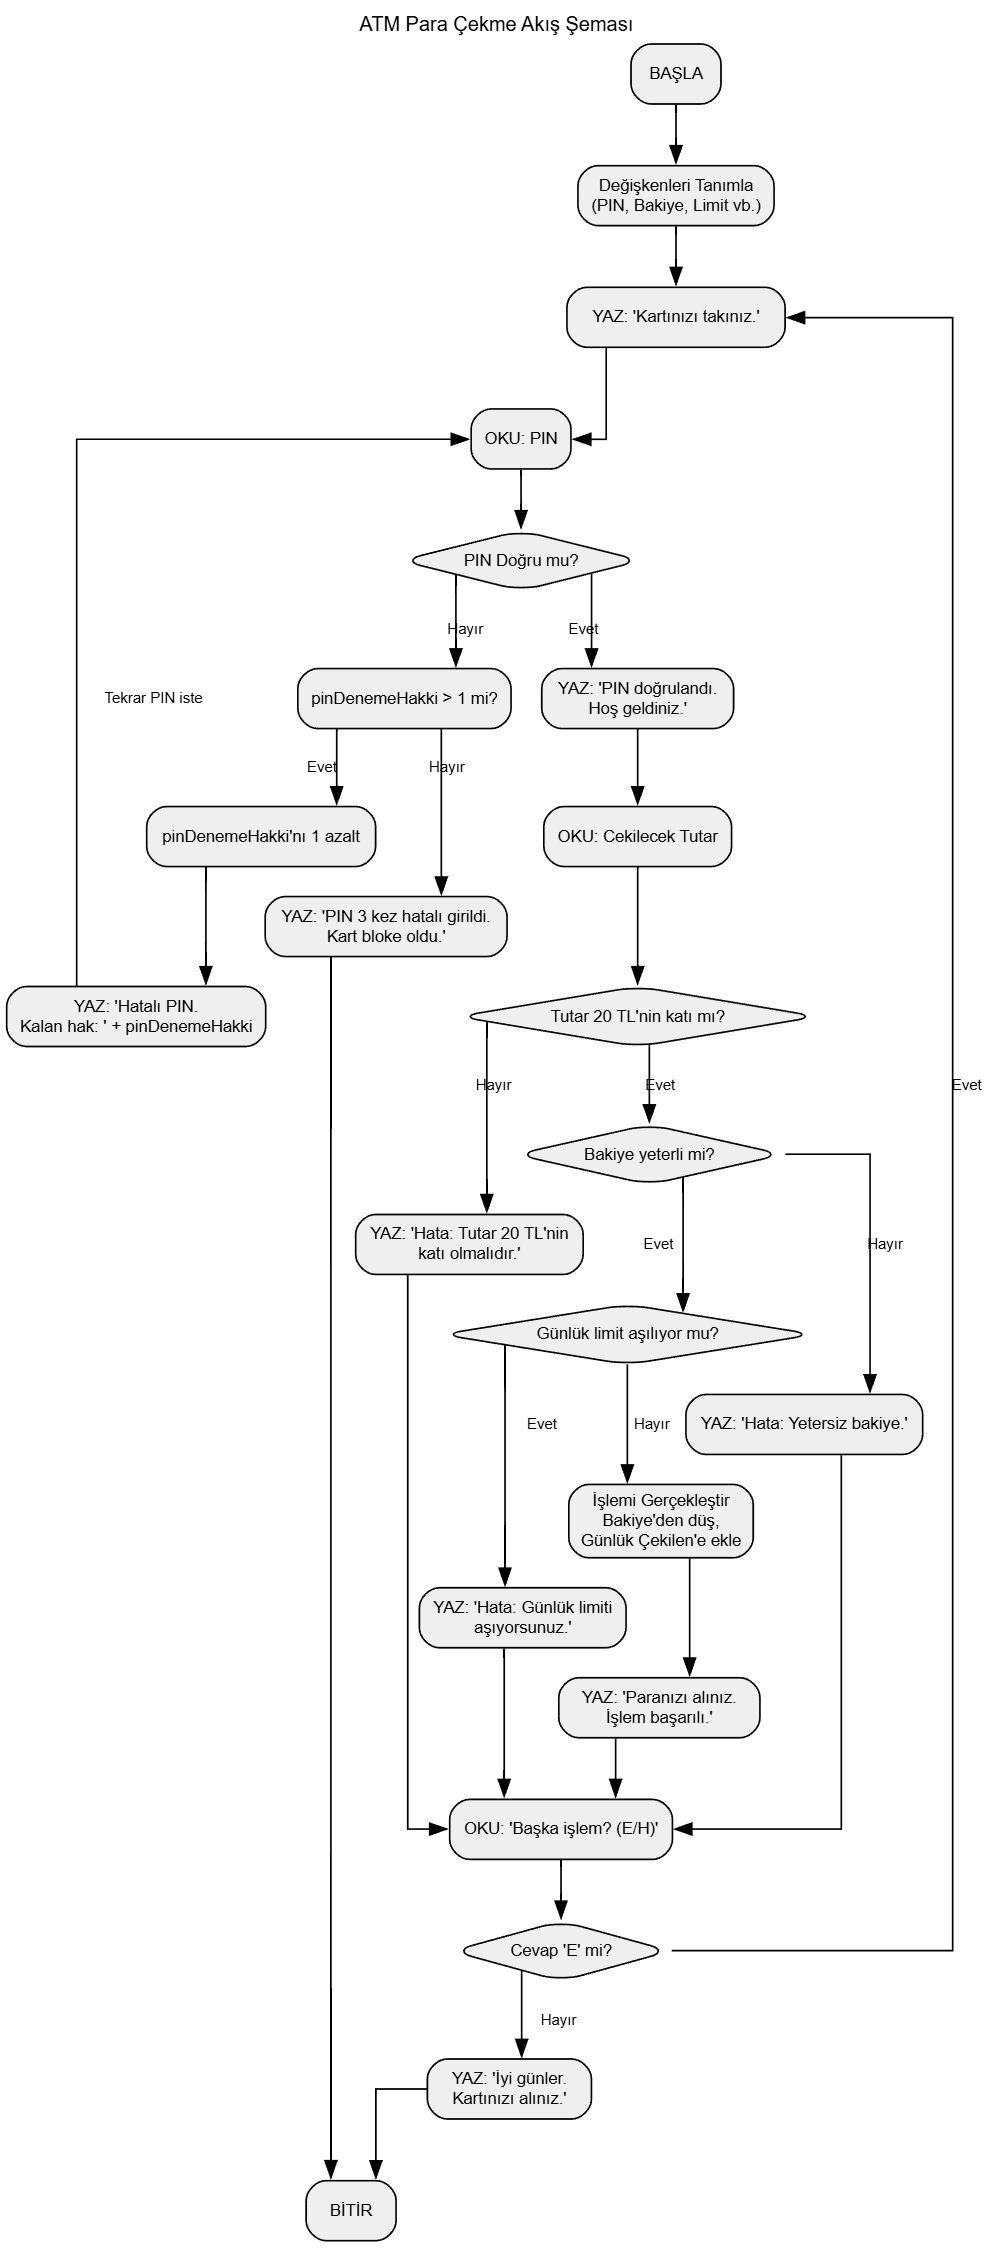 ATM Para Çekme Akış Şeması
BAŞLA
Değişkenleri Tanımla
(PIN, Bakiye, Limit vb.)
YAZ: 'Kartınızı takınız.'
OKU: PIN
PIN Doğru mu?
Hayır
Evet
Tekrar PIN iste
pinDenemeHakki > 1 mi?
YAZ: 'PIN doğrulandı.
Hoş geldiniz.'
Evet
Hayır
pinDenemeHakki'nı 1 azalt
OKU: Cekilecek Tutar
YAZ: 'PIN 3 kez hatalı girildi.
Kart bloke oldu.'
YAZ: 'Hatalı PIN.
Kalan hak: ' + pinDenemeHakki
Tutar 20 TL'nin katı mı?
Hayır
Evet
Evet
Bakiye yeterli mi?
YAZ: 'Hata: Tutar 20 TL'nin
katı olmalıdır.'
Evet
Hayır
Günlük limit aşılıyor mu?
Evet
Hayır
YAZ: 'Hata: Yetersiz bakiye.'
İşlemi Gerçekleştir
Bakiye'den düş,
Günlük Çekilen'e ekle
YAZ: 'Hata: Günlük limiti
aşıyorsunuz.'
YAZ: 'Paranızı alınız.
İşlem başarılı.'
OKU: 'Başka işlem? (E/H)'
Cevap 'E' mi?
Hayır
YAZ: 'İyi günler.
Kartınızı alınız.'
BİTİR